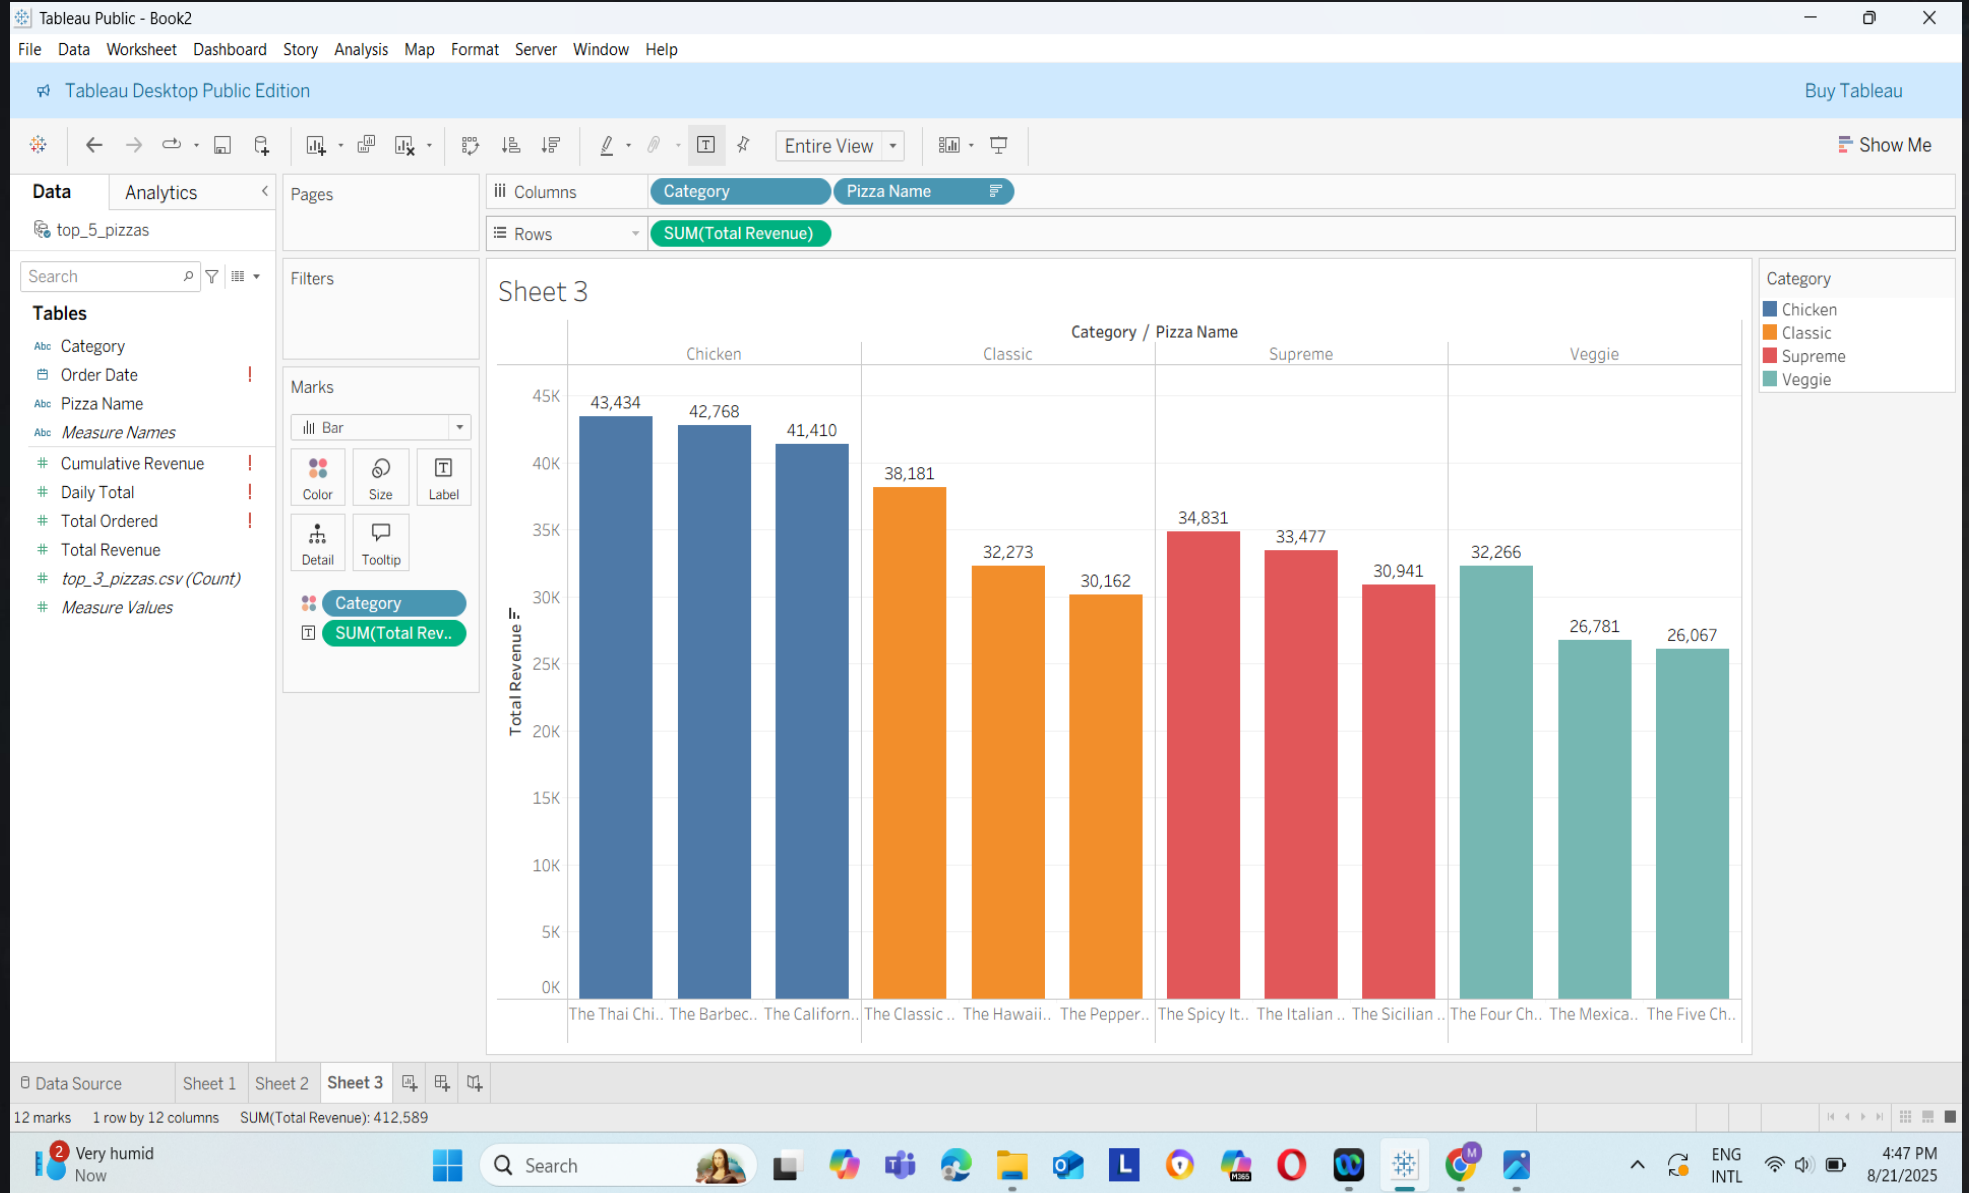 Tableau Public - Book2
File Data Worksheet Dashboard Story Analysis Map Format Server Window Help
Tableau Desktop Public Edition
Buy Tableau
Entire View
Show Me
Data
Analytics
top_5_pizzas
Search
Tables
Abc Category
Order Date !
Abc Pizza Name
Abc Measure Names
# Cumulative Revenue !
# Daily Total !
# Total Ordered !
# Total Revenue
# top_3_pizzas.csv (Count)
# Measure Values
Pages
Filters
Marks
Bar
Color
Size
Label
Detail
Tooltip
Category
SUM(Total Rev..
Columns
Category
Pizza Name
Rows
SUM(Total Revenue)
Sheet 3
Category / Pizza Name
Chicken Classic Supreme Veggie
Total Revenue
45K
40K
35K
30K
25K
20K
15K
10K
5K
0K
43,434
42,768
41,410
38,181
32,273
30,162
34,831
33,477
30,941
32,266
26,781
26,067
The Thai Chi.. The Barbec.. The Californ.. The Classic .. The Hawaii.. The Pepper.. The Spicy It.. The Italian .. The Sicilian .. The Four Ch.. The Mexica.. The Five Ch..
Category
Chicken
Classic
Supreme
Veggie
Data Source Sheet 1 Sheet 2 Sheet 3
12 marks 1 row by 12 columns SUM(Total Revenue): 412,589
2
Very humid
Now
Search
L
M365
M
ENG
INTL
4:47 PM
8/21/2025